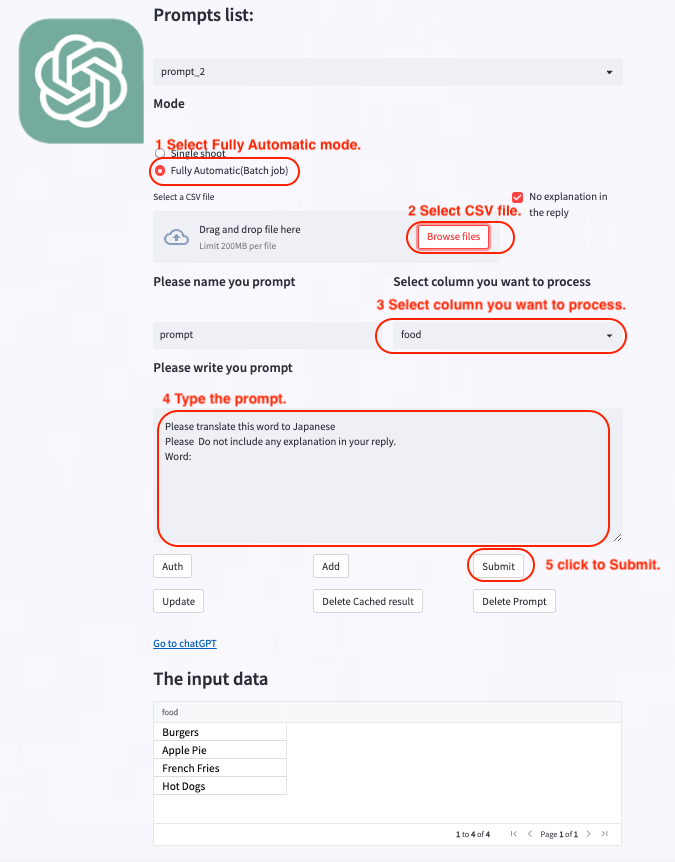 Prompts list:
prompt_2
Mode
1 Select Fully Automatic mode.
Single shoot
Fully Automatic(Batch job)
Select a CSV file
No explanation in
the reply
2 Select CSV file.
Drag and drop file here
Limit 200MB per file
Browse files
Please name you prompt
Select column you want to process
3 Select column you want to process.
prompt
food
Please write you prompt
4 Type the prompt.
Please translate this word to Japanese
Please  Do not include any explanation in your reply.
Word:
Auth
Add
Submit
5 click to Submit.
Update
Delete Cached result
Delete Prompt
Go to chatGPT
The input data
food
Burgers
Apple Pie
French Fries
Hot Dogs
1 to 4 of 4
Page 1 of 1